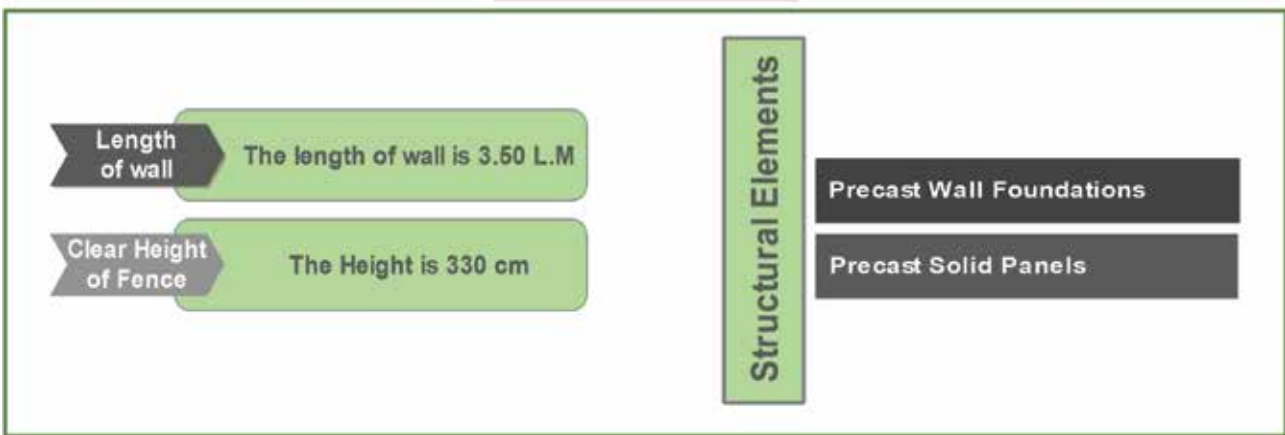 Length
of wall
The length of wall is 3.50 L.M
Clear Height
of Fence
The Height is 330 cm
Structural Elements
Precast Wall Foundations
Precast Solid Panels